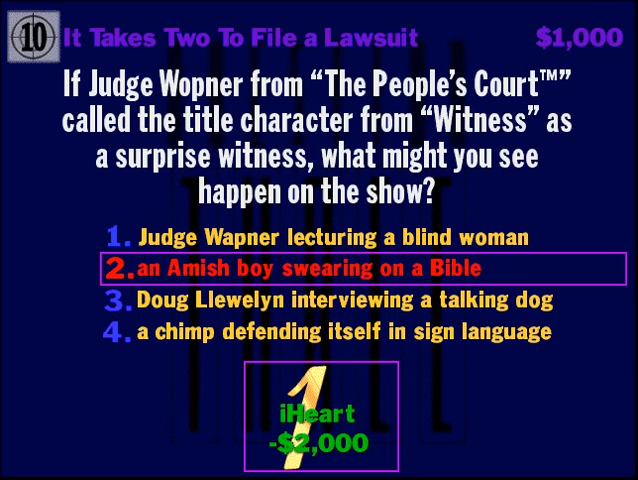 10 It Takes Two To File a Lawsuit $1,000
If Judge Wopner from “The People’s Court™”
called the title character from “Witness” as
a surprise witness, what might you see
happen on the show?
1. Judge Wapner lecturing a blind woman
2. an Amish boy swearing on a Bible
3. Doug Llewelyn interviewing a talking dog
4. a chimp defending itself in sign language
1
iHeart
-$2,000